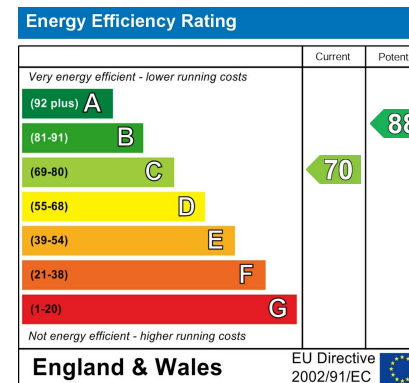 Energy Efficiency Rating
Current Potent
Very energy efficient - lower running costs
(92 plus) A
(81-91) B
88
(69-80) C
70
(55-68) D
(39-54) E
(21-38) F
(1-20) G
Not energy efficient - higher running costs
England & Wales
EU Directive
2002/91/EC